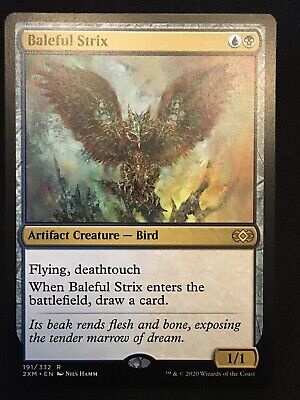 Baleful Strix
Artifact Creature — Bird
Flying, deathtouch
When Baleful Strix enters the
battlefield, draw a card.
Its beak rends flesh and bone, exposing
the tender marrow of dream.
1/1
191/332 R
2XM • EN Nils Hamm
™ & © 2020 Wizards of the Coast